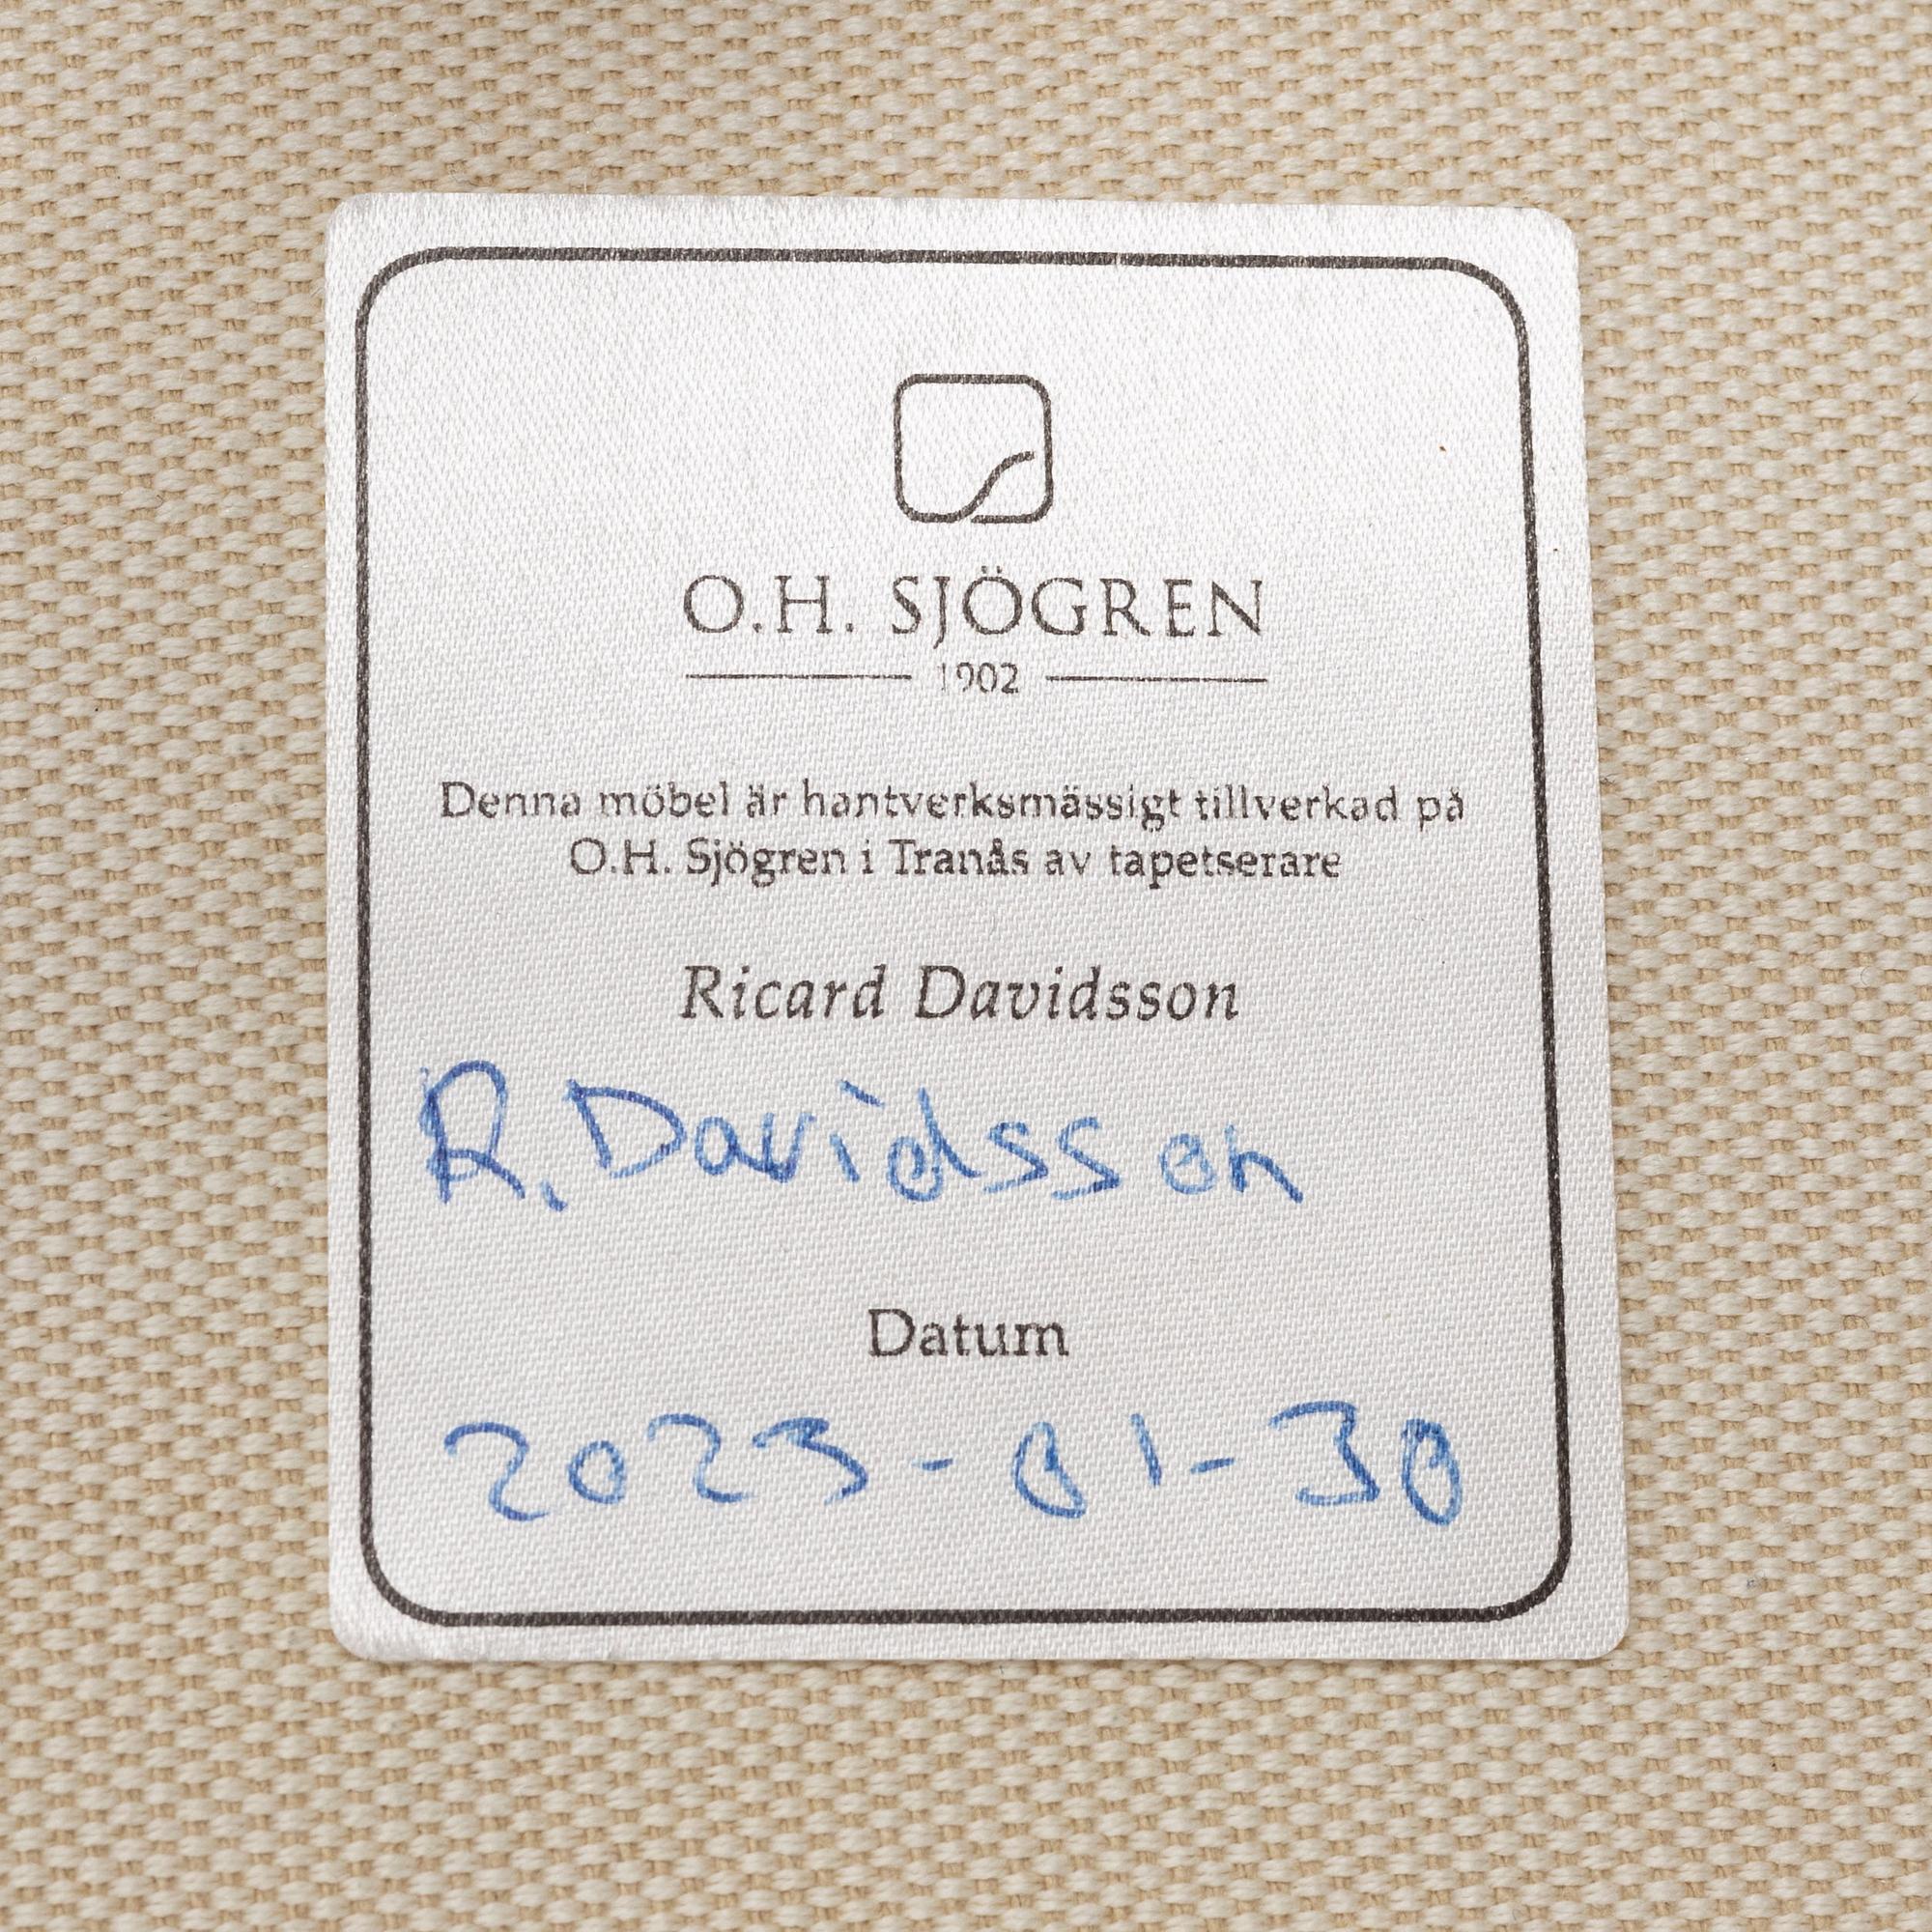 O.H. SJÖGREN
1902
Denna möbel är hantverksmässigt tillverkad på
O.H. Sjögren i Tranås av tapetserare
Ricard Davidsson
R. Davidsson
Datum
2023-01-30